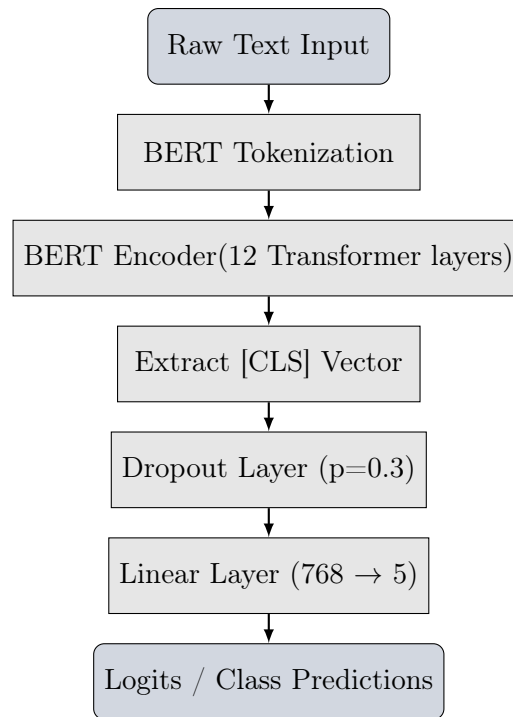 Raw Text Input
BERT Tokenization
BERT Encoder(12 Transformer layers)
Extract [CLS] Vector
Dropout Layer (p=0.3)
Linear Layer (768 → 5)
Logits / Class Predictions